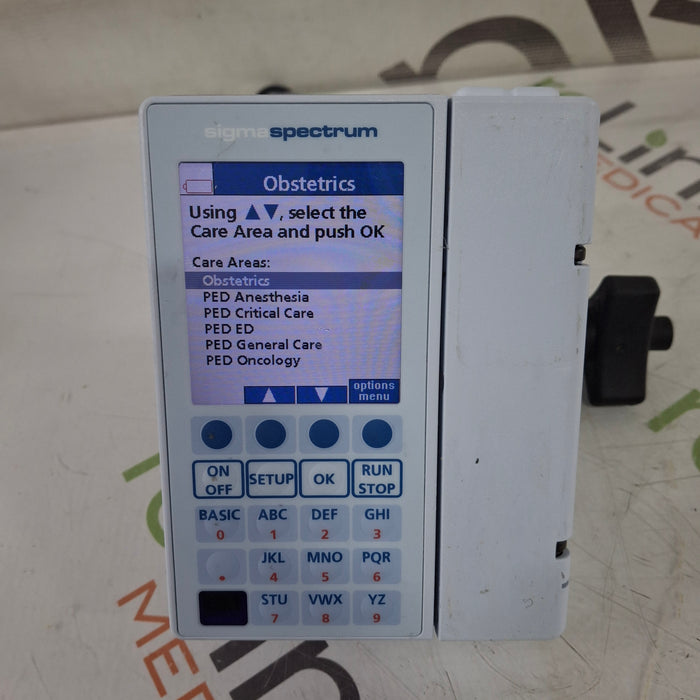 sigmaspectrum
Obstetrics
Using ▲▼, select the
Care Area and push OK
Care Areas:
Obstetrics
PED Anesthesia
PED Critical Care
PED ED
PED General Care
PED Oncology
▲ ▼ options
menu
ON
OFF
SETUP
OK
RUN
STOP
BASIC ABC DEF GHI
0 1 2 3
JKL MNO PQR
. 4 5 6
STU VWX YZ
7 8 9